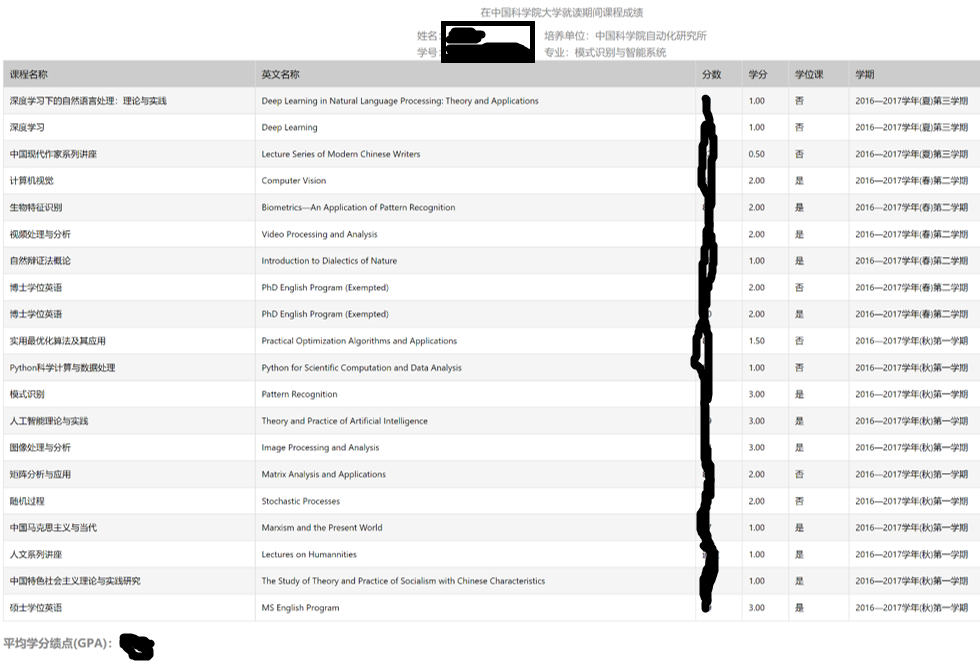 在中国科学院大学就读期间课程成绩
姓名: 培养单位：中国科学院自动化研究所
学号: 专业：模式识别与智能系统
课程名称 英文名称 分数 学分 学位课 学期
深度学习下的自然语言处理：理论与实践 Deep Learning in Natural Language Processing: Theory and Applications 1.00 否 2016—2017学年(夏)第三学期
深度学习 Deep Learning 1.00 否 2016—2017学年(夏)第三学期
中国现代作家系列讲座 Lecture Series of Modern Chinese Writers 0.50 否 2016—2017学年(夏)第三学期
计算机视觉 Computer Vision 2.00 是 2016—2017学年(春)第二学期
生物特征识别 Biometrics—An Application of Pattern Recognition 2.00 是 2016—2017学年(春)第二学期
视频处理与分析 Video Processing and Analysis 2.00 是 2016—2017学年(春)第二学期
自然辩证法概论 Introduction to Dialectics of Nature 1.00 是 2016—2017学年(春)第二学期
博士学位英语 PhD English Program (Exempted) 2.00 否 2016—2017学年(春)第二学期
博士学位英语 PhD English Program (Exempted) 2.00 是 2016—2017学年(春)第二学期
实用最优化算法及其应用 Practical Optimization Algorithms and Applications 1.50 否 2016—2017学年(秋)第一学期
Python科学计算与数据处理 Python for Scientific Computation and Data Analysis 1.00 否 2016—2017学年(秋)第一学期
模式识别 Pattern Recognition 3.00 是 2016—2017学年(秋)第一学期
人工智能理论与实践 Theory and Practice of Artificial Intelligence 3.00 是 2016—2017学年(秋)第一学期
图像处理与分析 Image Processing and Analysis 3.00 是 2016—2017学年(秋)第一学期
矩阵分析与应用 Matrix Analysis and Applications 2.00 否 2016—2017学年(秋)第一学期
随机过程 Stochastic Processes 2.00 否 2016—2017学年(秋)第一学期
中国马克思主义与当代 Marxism and the Present World 1.00 是 2016—2017学年(秋)第一学期
人文系列讲座 Lectures on Humannities 1.00 是 2016—2017学年(秋)第一学期
中国特色社会主义理论与实践研究 The Study of Theory and Practice of Socialism with Chinese Characteristics 1.00 是 2016—2017学年(秋)第一学期
硕士学位英语 MS English Program 3.00 是 2016—2017学年(秋)第一学期
平均学分绩点(GPA)：